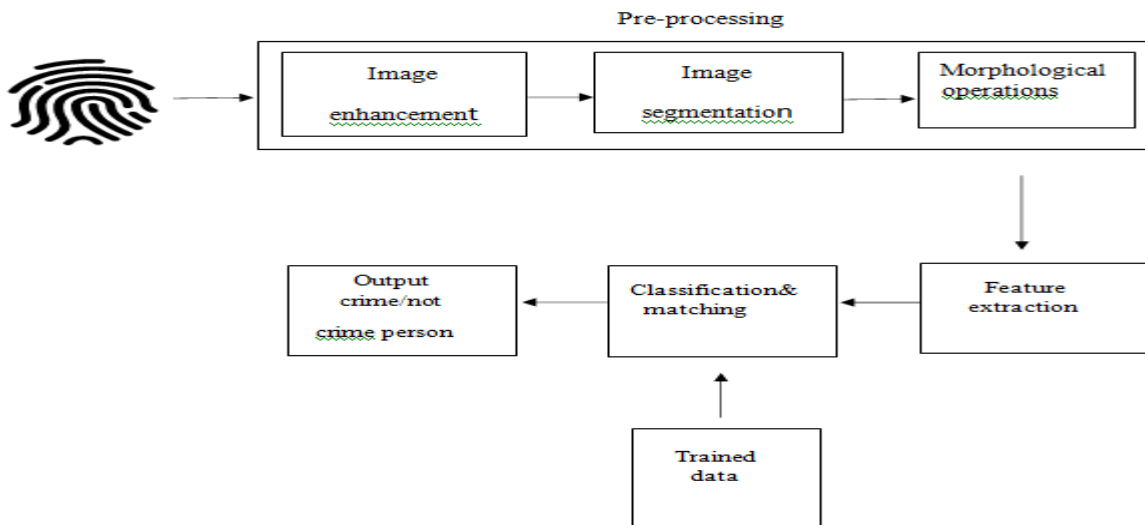 Pre-processing
Image
enhancement
Image
segmentation
Morphological
operations
Feature
extraction
Classification&
matching
Output
crime/not
crime person
Trained
data